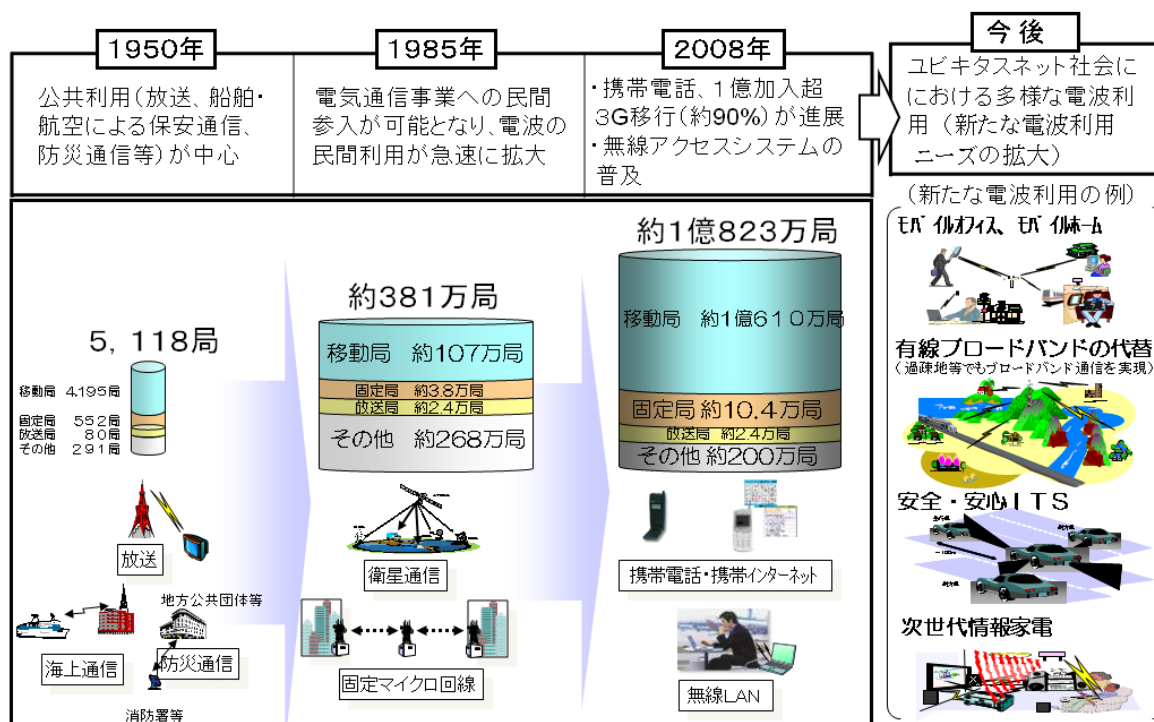 1950年
公共利用(放送、船舶・
航空による保安通信、
防災通信等)が中心
1985年
電気通信事業への民間
参入が可能となり、電波の
民間利用が急速に拡大
2008年
・携帯電話、1億加入超
3G移行(約90%)が進展
・無線アクセスシステムの
普及
今後
ユビキタスネット社会に
における多様な電波利
用（新たな電波利用
ニーズの拡大）
5，118局
移動局 4,195局
固定局 552局
放送局 80局
その他 291局
放送
地方公共団体等
海上通信
防災通信
消防署等
約381万局
移動局 約107万局
固定局 約3.8万局
放送局 約2.4万局
その他 約268万局
衛星通信
固定マイクロ回線
約1億823万局
移動局 約1億610万局
固定局 約10.4万局
放送局 約2.4万局
その他 約200万局
携帯電話・携帯インターネット
無線LAN
(新たな電波利用の例)
ﾓﾊﾞｲﾙｵﾌｨｽ、ﾓﾊﾞｲﾙﾎｰﾑ
有線ブロードバンドの代替
(過疎地等でもブロードバンド通信を実現)
安全・安心ITS
~100m
次世代情報家電